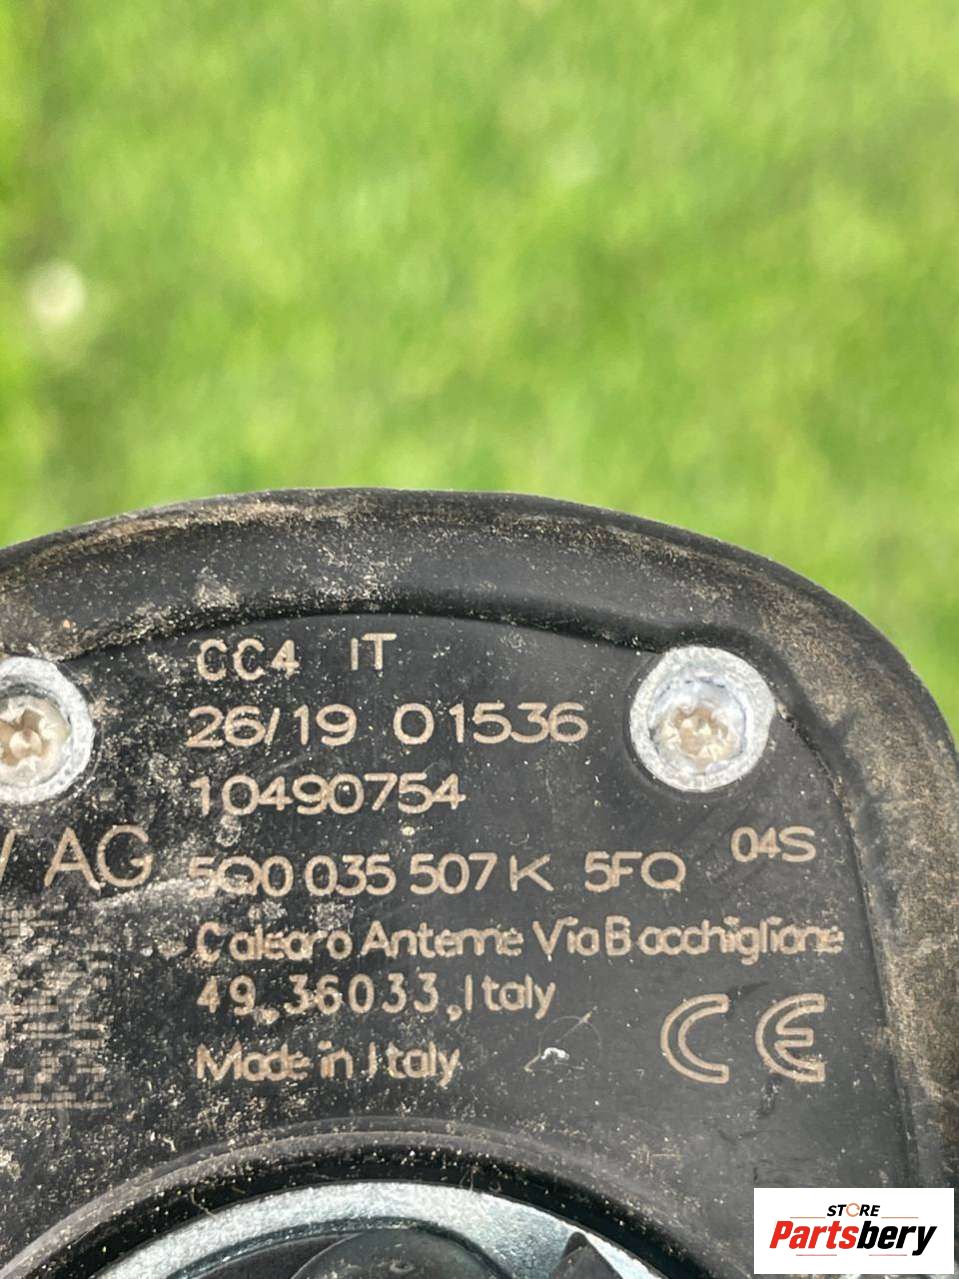 CC4 IT
26/19 01536
10490754
AG 5Q0 035 507 K 5FQ 04S
Calearo Antenne Via Bacchiglione
49, 36033, Italy
Made in Italy CE
STORE
Partsbery